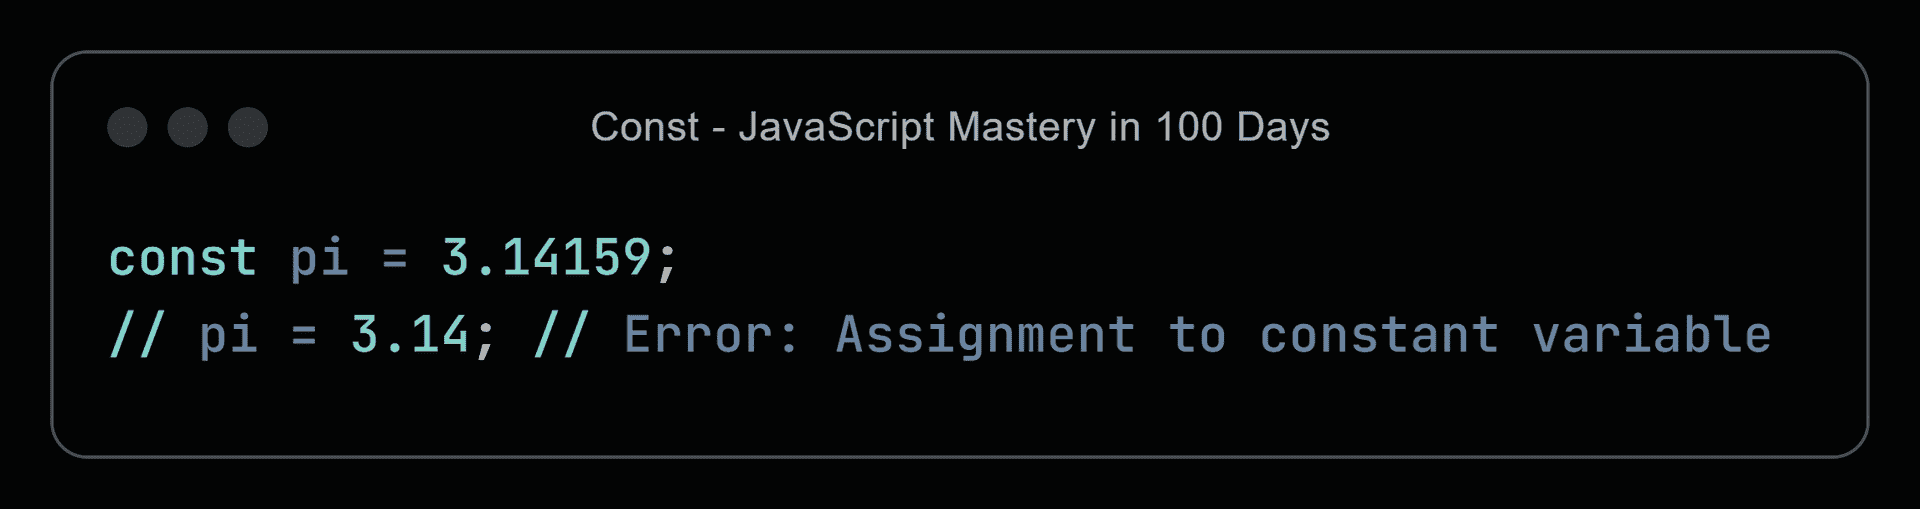 Const - JavaScript Mastery in 100 Days
const pi = 3.14159;
// pi = 3.14; // Error: Assignment to constant variable